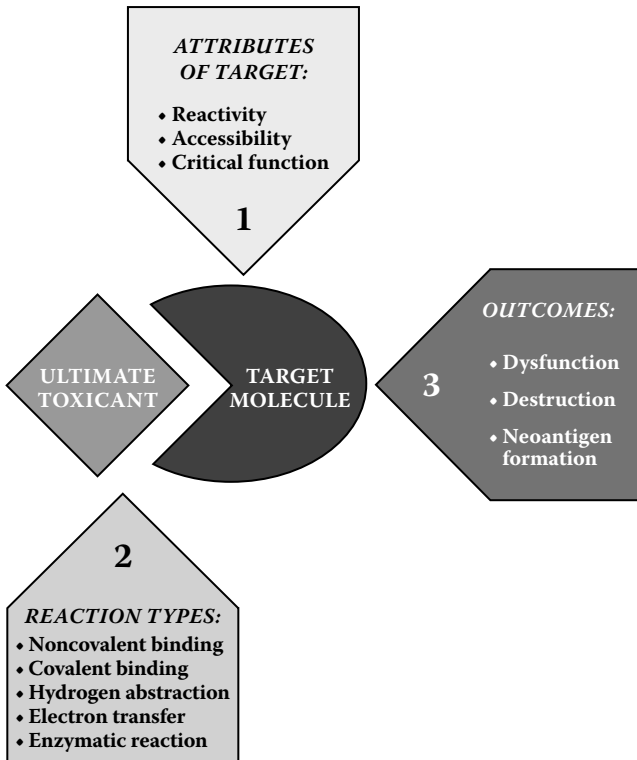 ATTRIBUTES
OF TARGET:
• Reactivity
• Accessibility
• Critical function
1
ULTIMATE
TOXICANT
TARGET
MOLECULE
OUTCOMES:
3
• Dysfunction
• Destruction
• Neoantigen
formation
2
REACTION TYPES:
• Noncovalent binding
• Covalent binding
• Hydrogen abstraction
• Electron transfer
• Enzymatic reaction